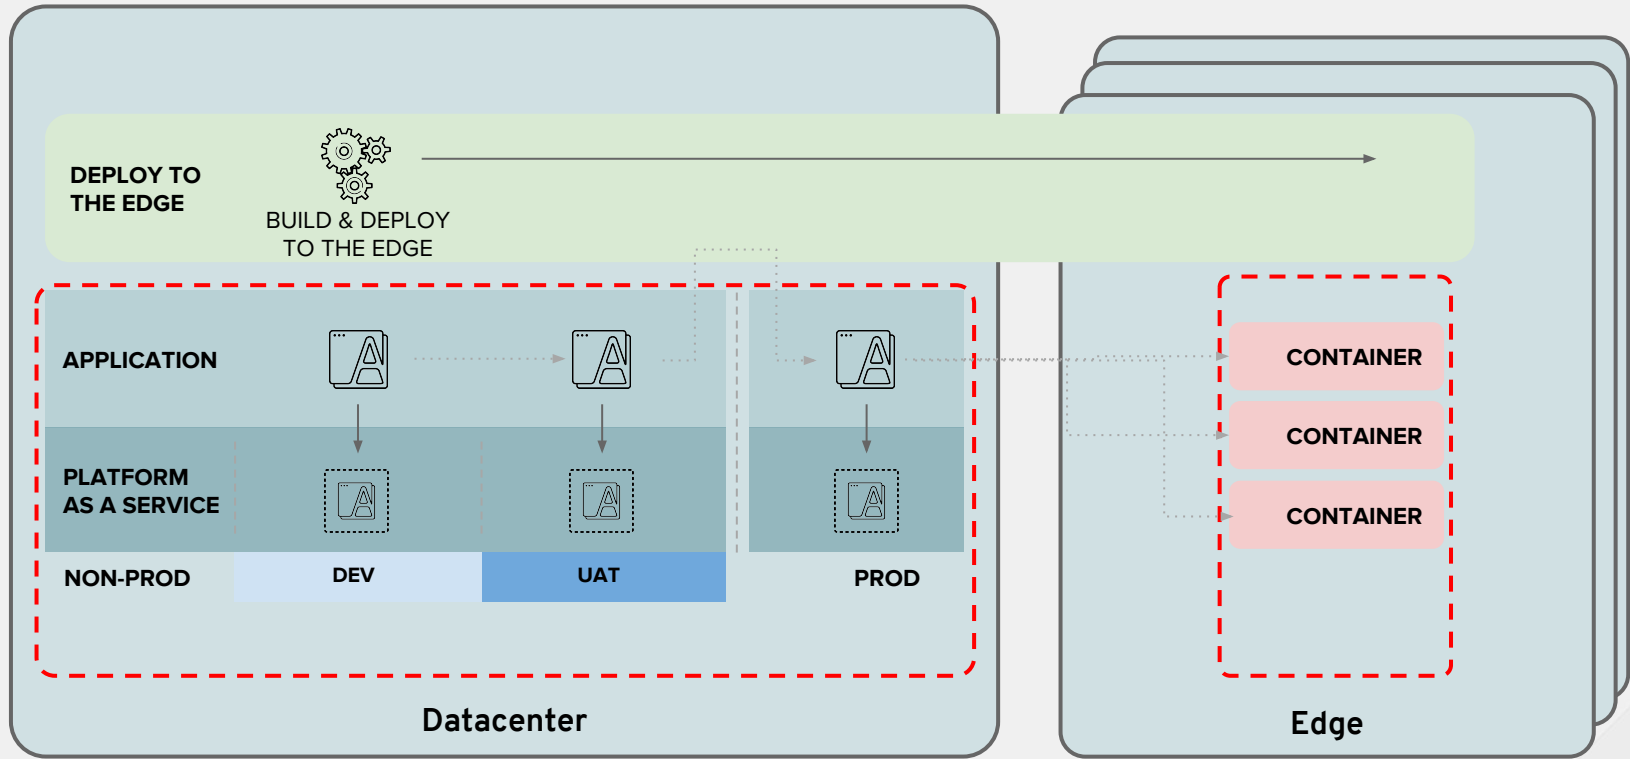 DEPLOY TO
THE EDGE
BUILD & DEPLOY
TO THE EDGE
APPLICATION
PLATFORM
AS A SERVICE
NON-PROD
DEV
UAT
PROD
Datacenter
CONTAINER
CONTAINER
CONTAINER
Edge